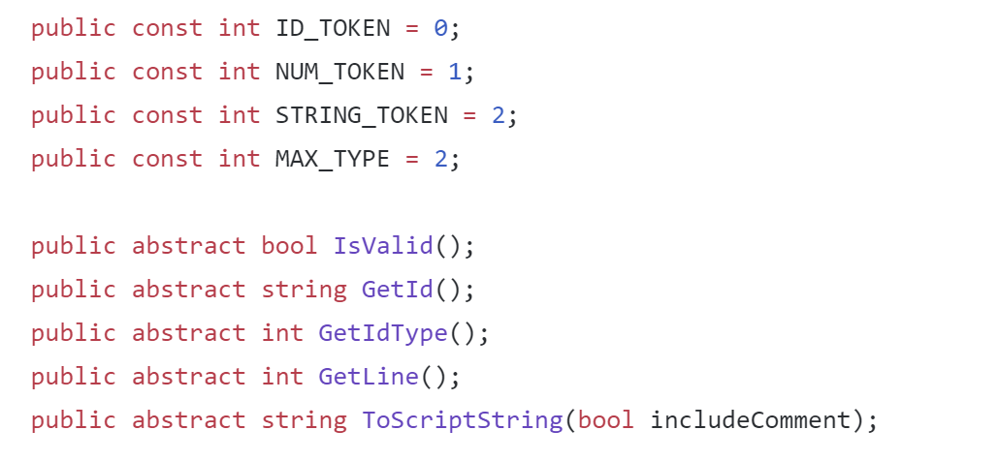 public const int ID_TOKEN = 0;
public const int NUM_TOKEN = 1;
public const int STRING_TOKEN = 2;
public const int MAX_TYPE = 2;
public abstract bool IsValid();
public abstract string GetId();
public abstract int GetIdType();
public abstract int GetLine();
public abstract string ToScriptString(bool includeComment);